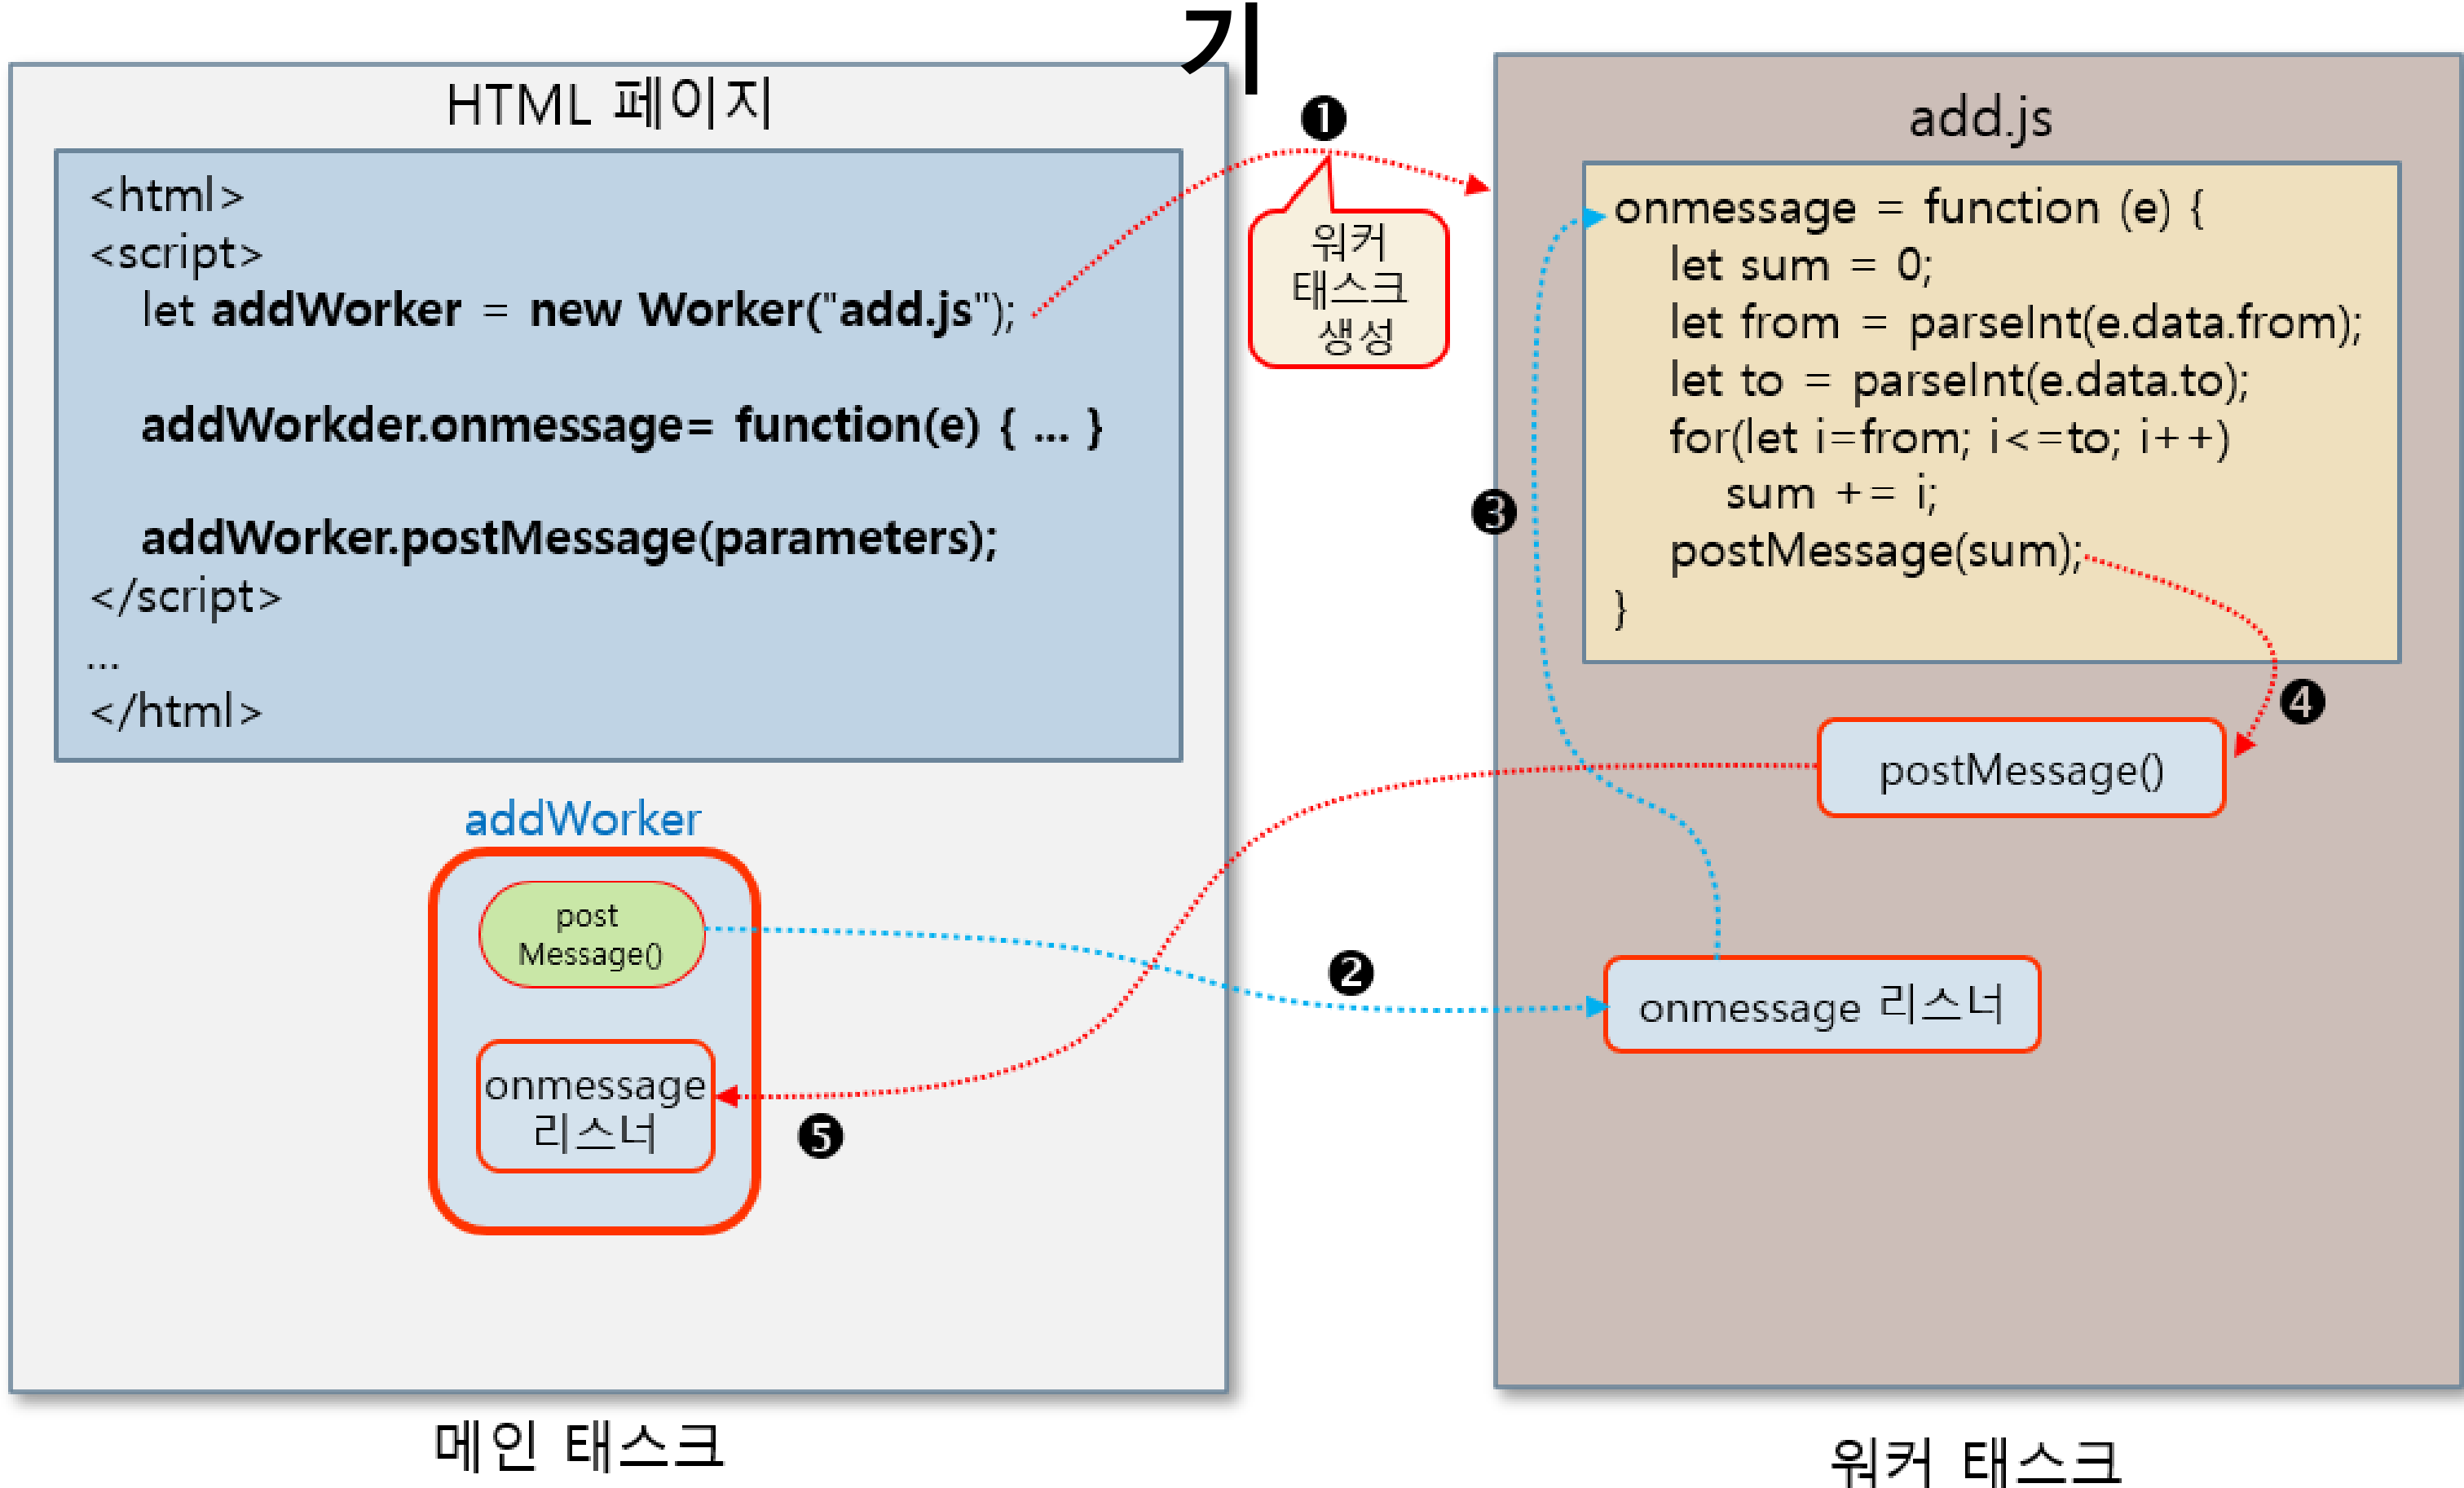 기
HTML 페이지
<html>
<script>
let addWorker = new Worker("add.js");
addWorkder.onmessage= function(e) { ... }
addWorker.postMessage(parameters);
</script>
...
</html>
❶
워커
태스크
생성
add.js
onmessage = function (e) {
let sum = 0;
let from = parseInt(e.data.from);
let to = parseInt(e.data.to);
for(let i=from; i<=to; i++)
sum += i;
postMessage(sum);
}
❸
❹
postMessage()
addWorker
post
Message()
❷
onmessage 리스너
onmessage
리스너
❺
메인 태스크
워커 태스크